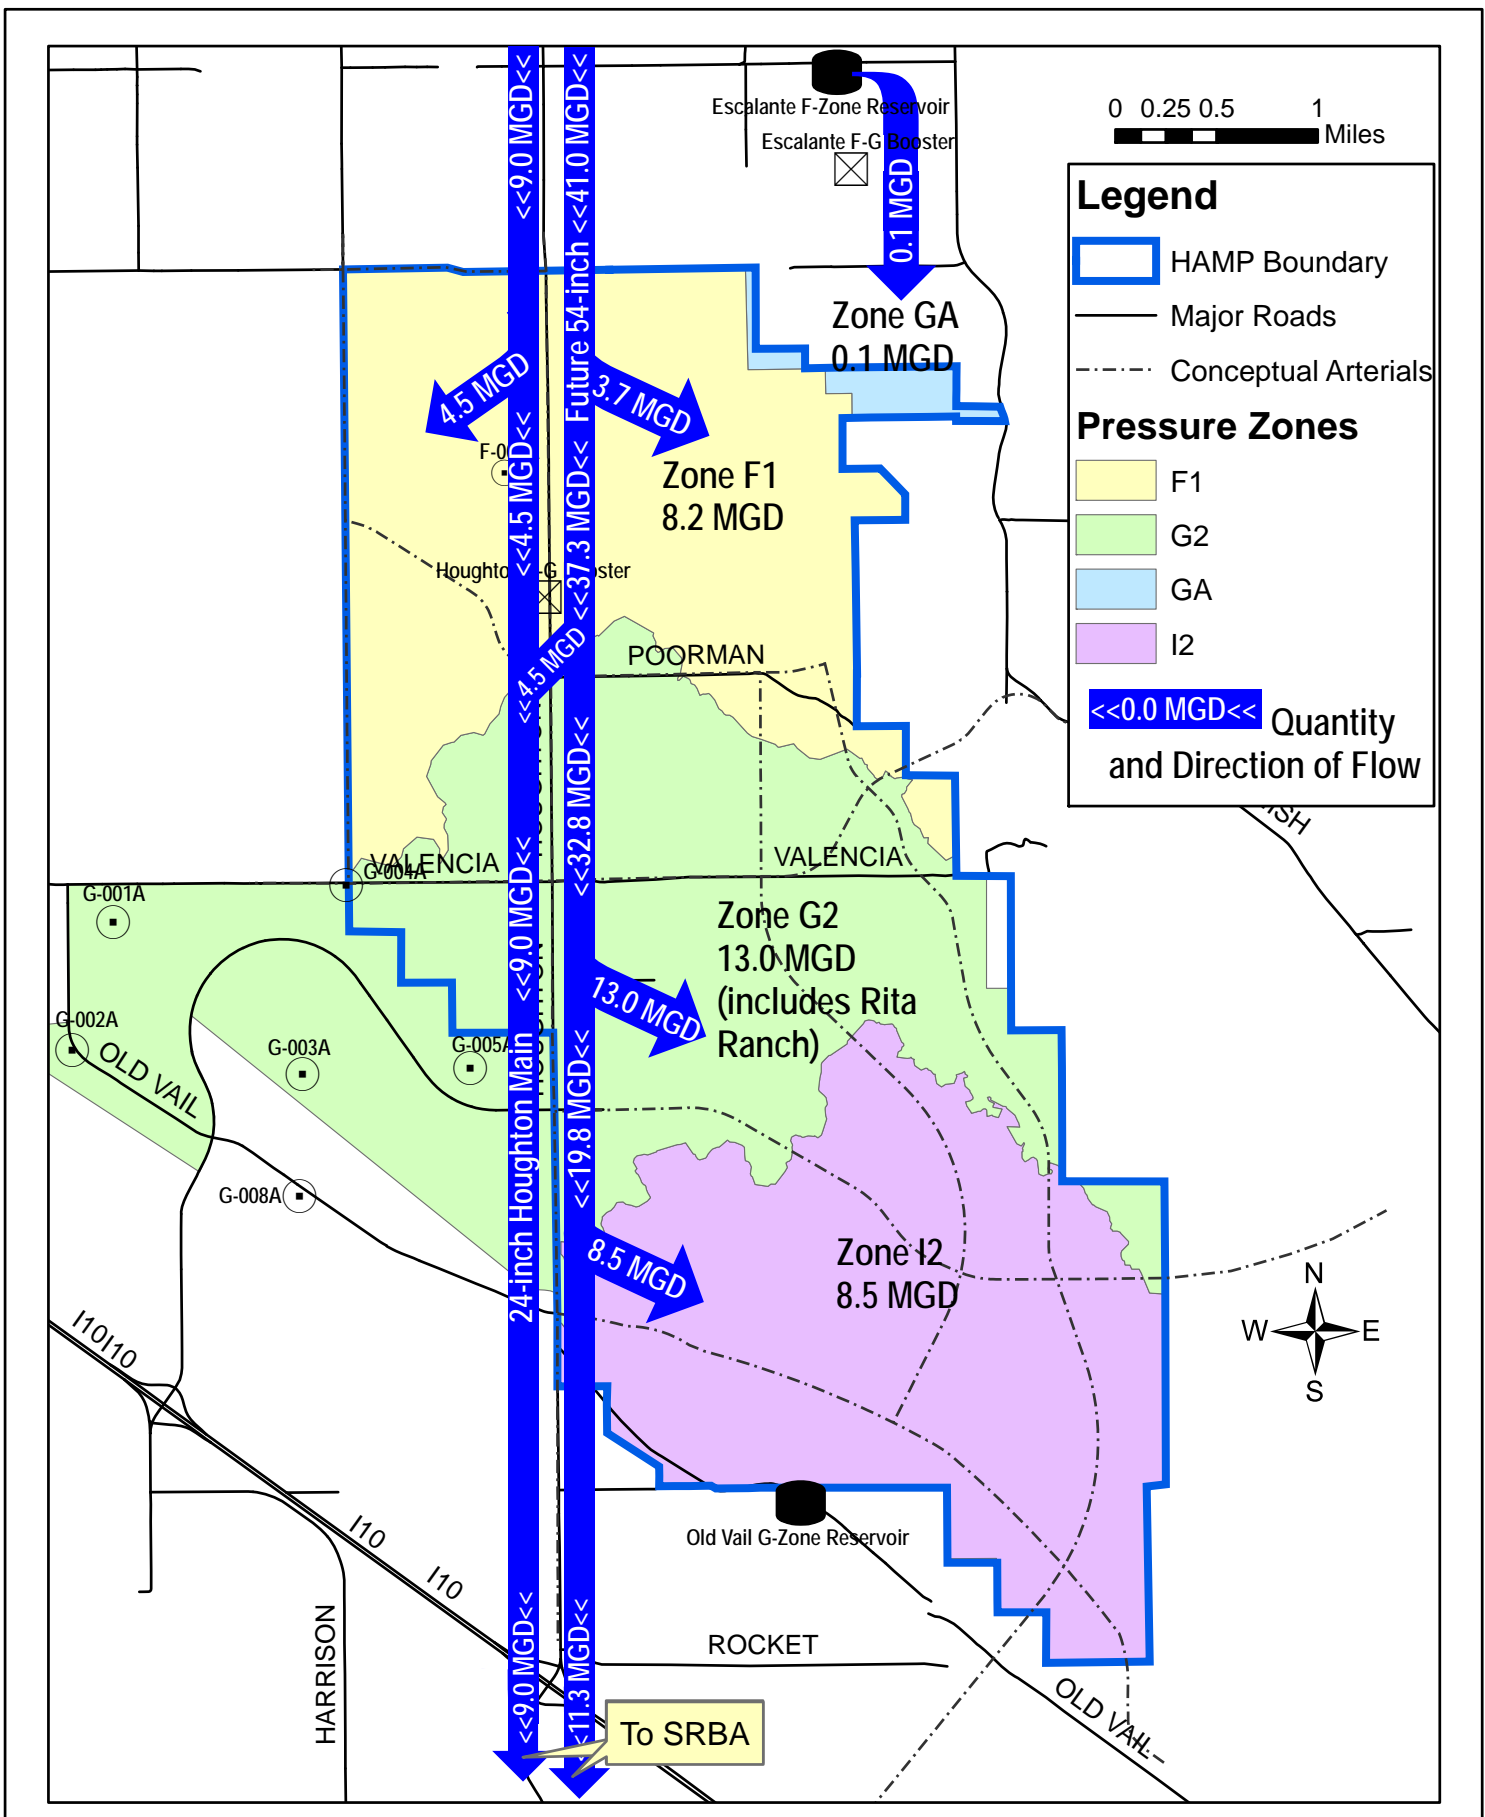 <<9.0 MGD<<
Future 54-inch <<41.0 MGD<<
Escalante F-Zone Reservoir
Escalante F-G Booster
0.1 MGD
0 0.25 0.5 1
Miles
Legend
HAMP Boundary
Major Roads
Conceptual Arterials
Pressure Zones
F1
G2
GA
I2
<<0.0 MGD<< Quantity
and Direction of Flow
Zone GA
0.1 MGD
4.5 MGD
3.7 MGD
<<4.5 MGD<<
<<37.3 MGD<<
Zone F1
8.2 MGD
<<4.5 MGD
POORMAN
<<32.8 MGD<<
VALENCIA
VALENCIA
G-004A
G-001A
<<9.0 MGD<<
Zone G2
13.0 MGD
(includes Rita
Ranch)
13.0 MGD
G-002A
G-003A
G-005A
OLD VAIL
24-inch Houghton Main
<<19.8 MGD<<
G-008A
8.5 MGD
Zone I2
8.5 MGD
N
W E
S
I10
I10
I10
I10
Old Vail G-Zone Reservoir
HARRISON
<<9.0 MGD<<
<<11.3 MGD<<
ROCKET
OLD VAIL
To SRBA